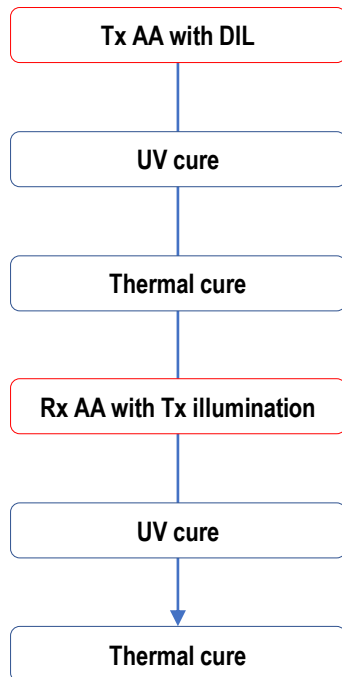 Tx AA with DIL
UV cure
Thermal cure
Rx AA with Tx illumination
UV cure
Thermal cure